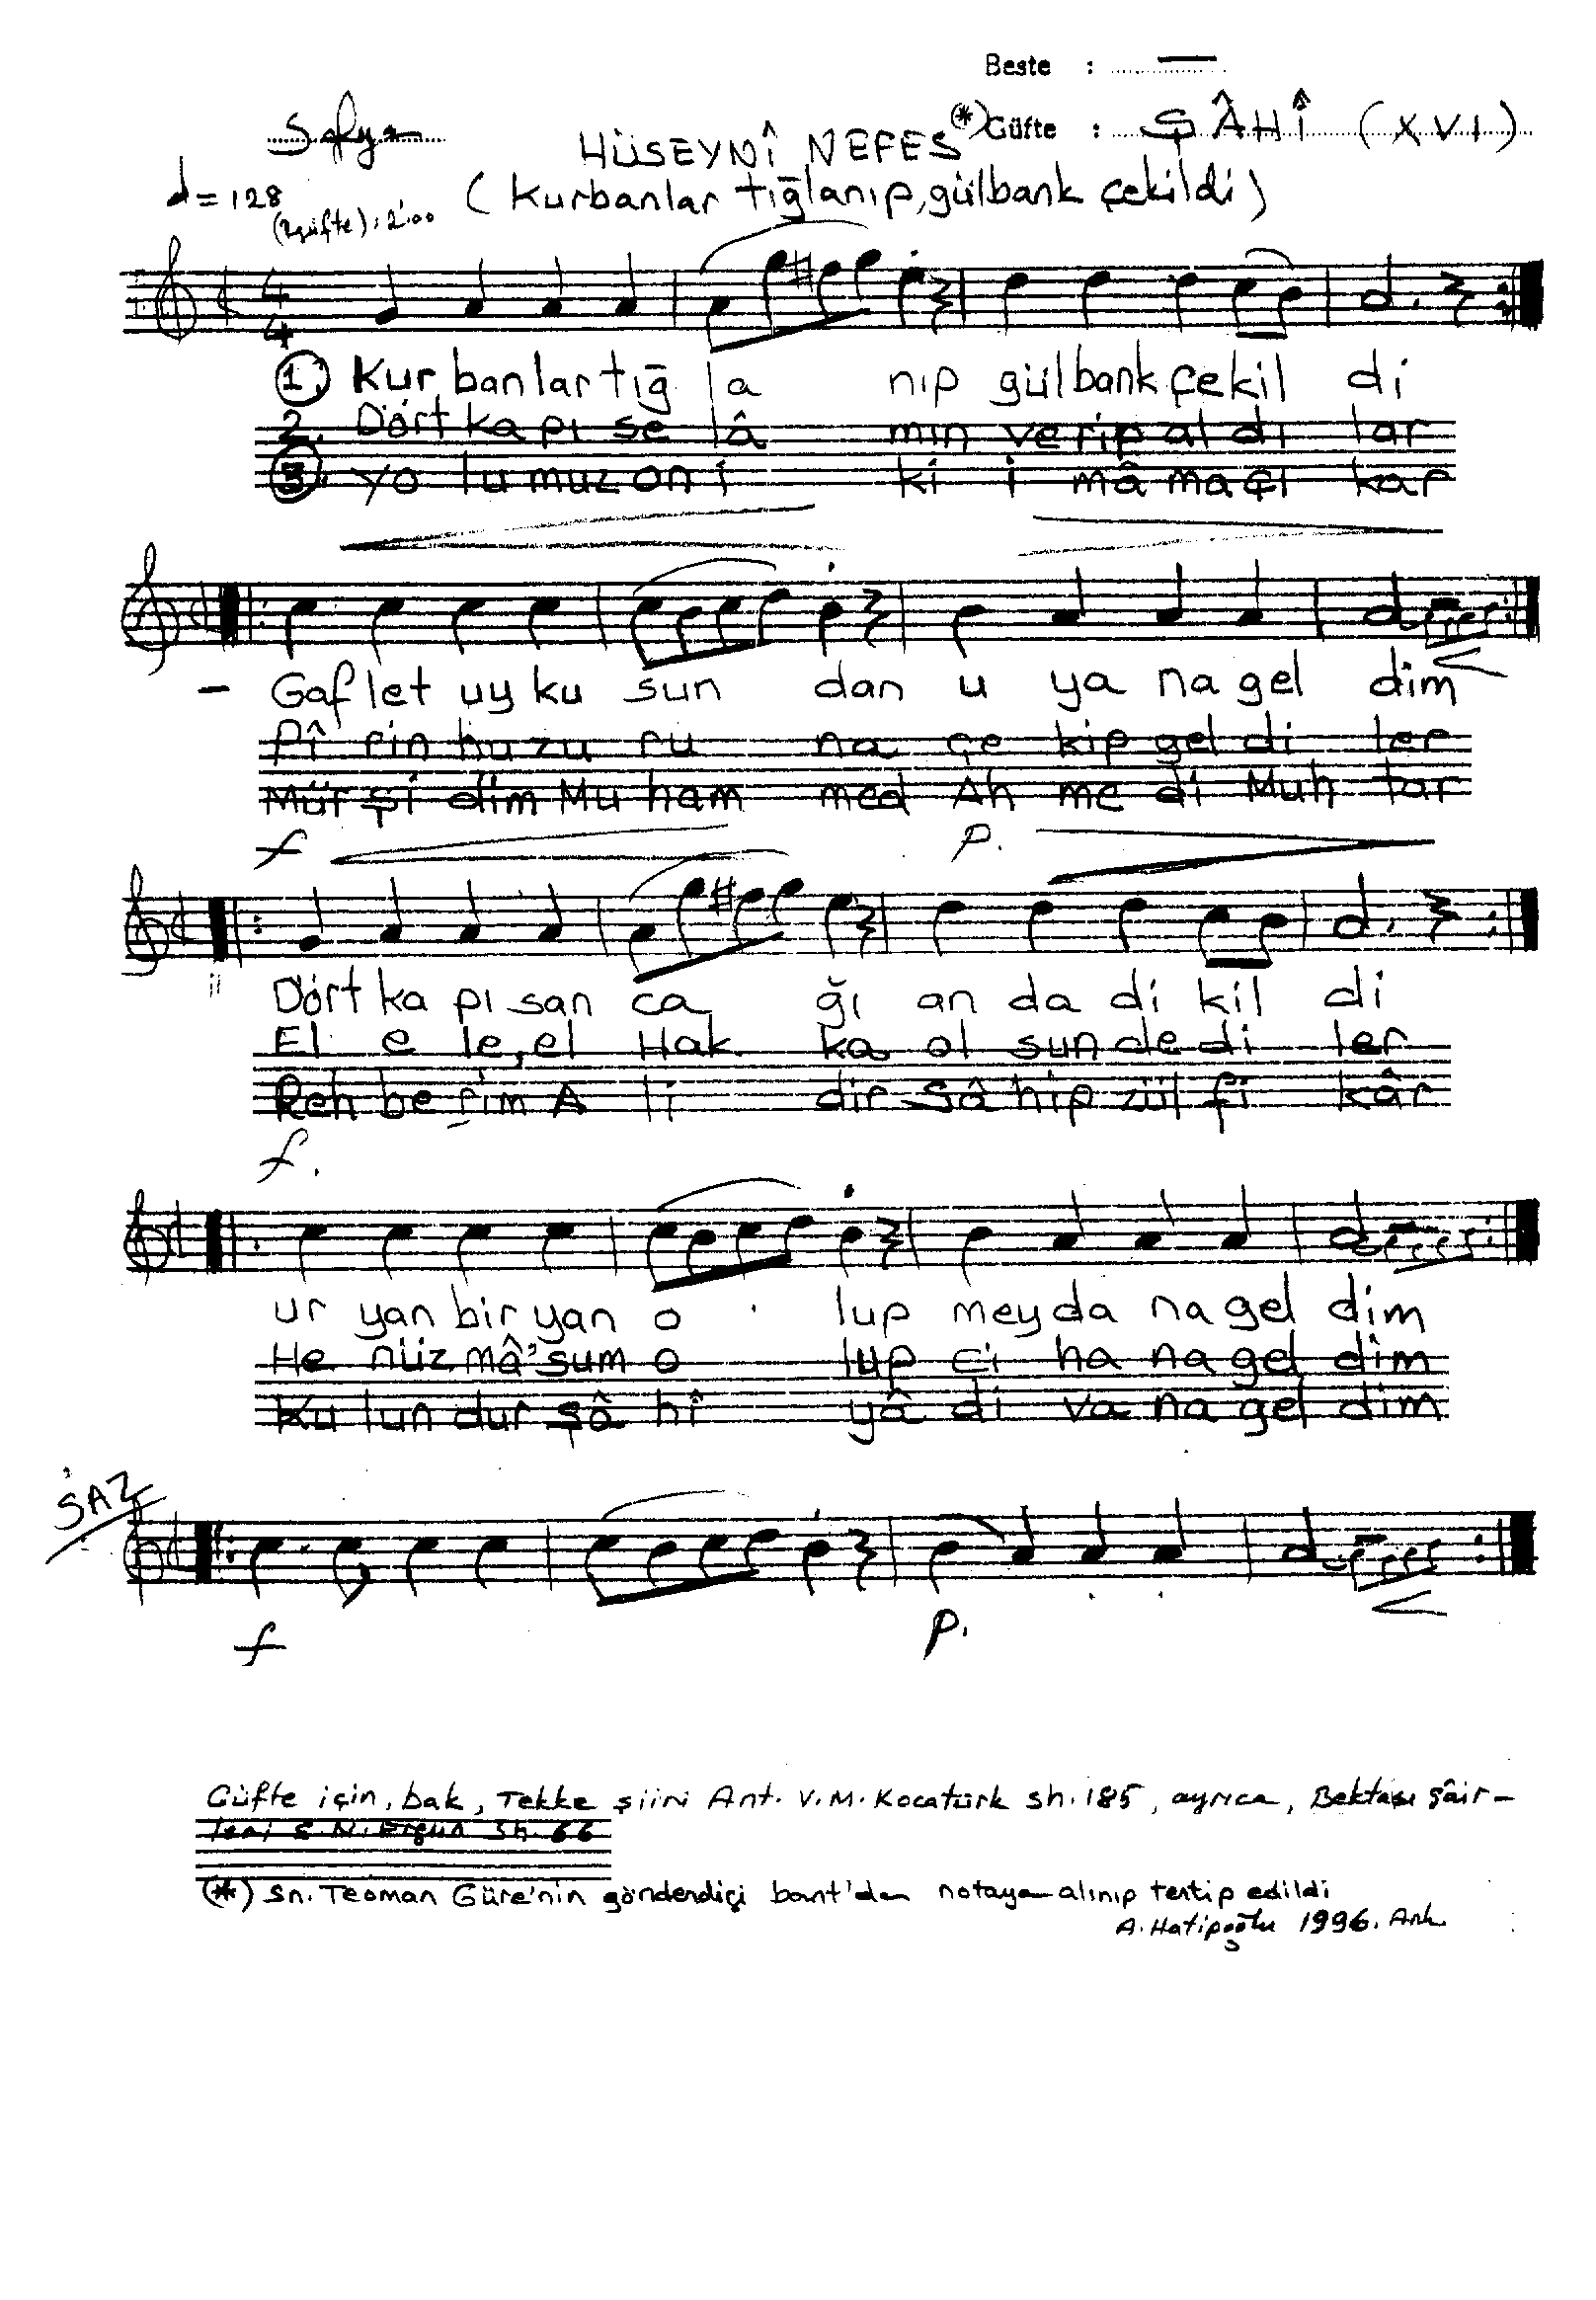 Beste : —
Sofyan HÜSEYNÎ NEFES (*) Güfte : ŞÂHÎ (XVI)
= 128 (Kurbanlar tığlanıp, gülbank çekildi)
(2 güfte): 2'.00
4
4
1. Kur ban lar tığ la nıp gül bank çe kil di
2. Dört ka pı se lâ mın ve rip al dı lar
3. yo lu muz on i ki i mâ ma çı kar
- Gaf let uy ku sun dan u ya na gel dim
Pî rin hu zu ru na çe kip gel di ler
Mür şi dim Mu ham med Ah me di Muh tar
f p.
Dört ka pı san ca ğı an da di kil di
El e le, el Hak ka ol sun de di ler
Reh be rim A li dir Sâ hip zül fi kâr
f.
ur yan bir yan o lup mey da na gel dim
He nüz mâ'sum o lup ci ha na gel dim
Ku lun dur şâ hî yâ di va na gel dim
SAZ
f p.
Güfte için, bak, Tekke şiiri Ant. V.M. Kocatürk sh. 185, ayrıca, Bektaşi şâir-
leri S.N. Ergun sh. 66
(*) Sn. Teoman Güre'nin gönderdiği bant'dan notaya alınıp tertip edildi
A. Hatipoğlu 1996. Ank.